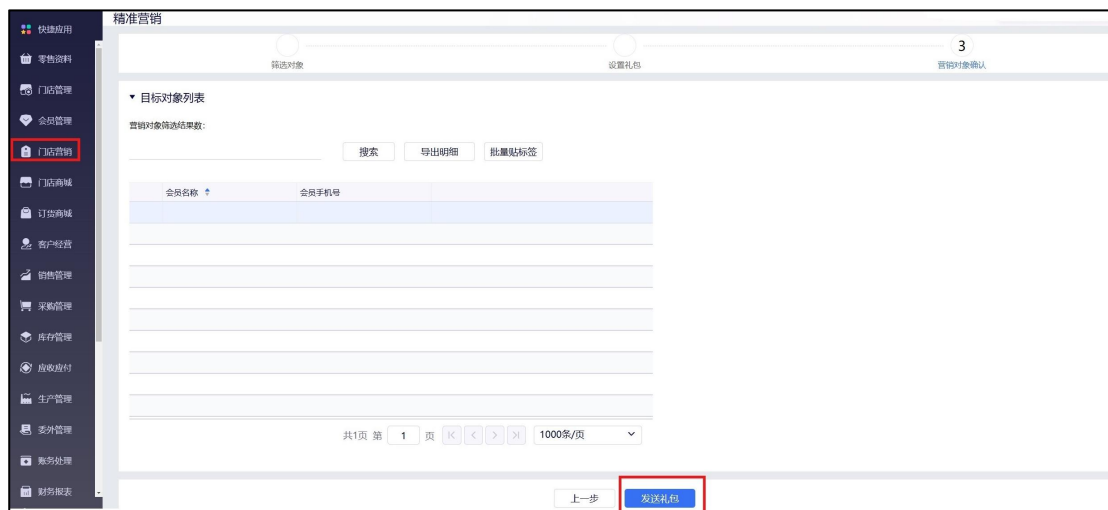 精准营销
快捷应用
零售资料
门店管理
会员管理
门店营销
门店商城
订货商城
客户经营
销售管理
采购管理
库存管理
应收应付
生产管理
委外管理
账务处理
财务报表
3
筛选对象 设置礼包 营销对象确认
▼ 目标对象列表
营销对象筛选结果数:
搜索 导出明细 批量贴标签
会员名称 会员手机号
共1页 第 1 页 1000条/页
上一步 发送礼包